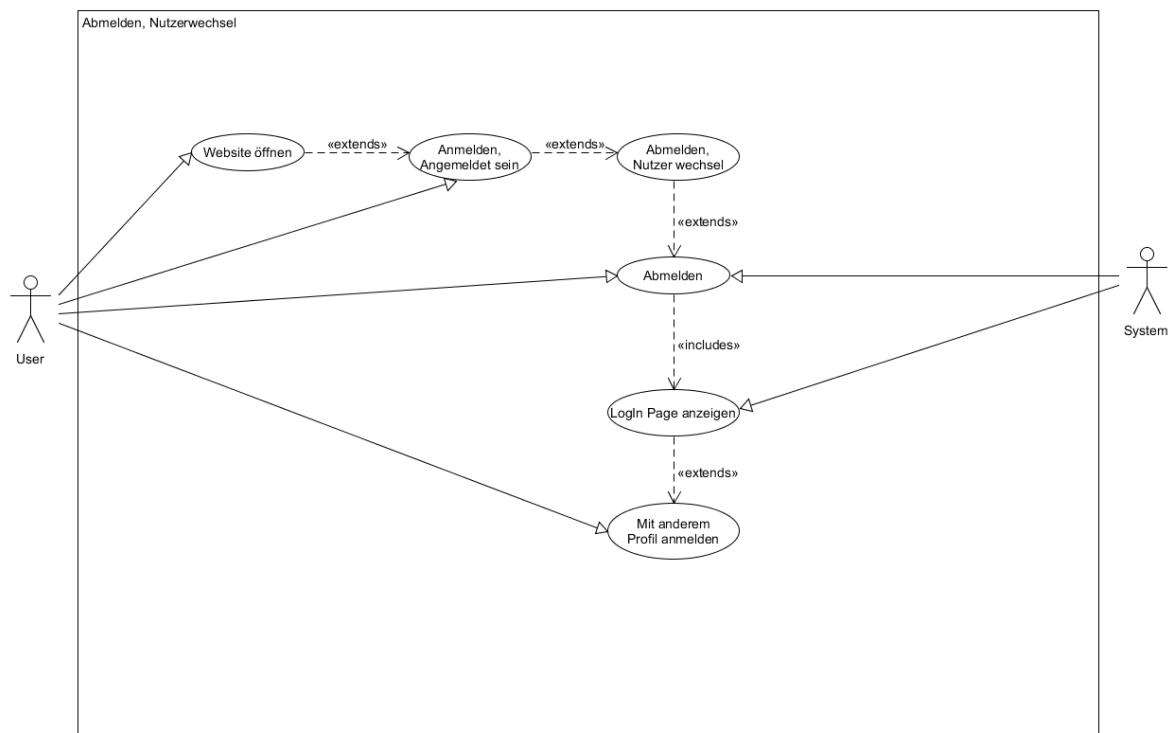 Abmelden, Nutzerwechsel
Website öffnen
«extends»
Anmelden,
Angemeldet sein
«extends»
Abmelden,
Nutzer wechsel
«extends»
Abmelden
User
System
«includes»
LogIn Page anzeigen
«extends»
Mit anderem
Profil anmelden